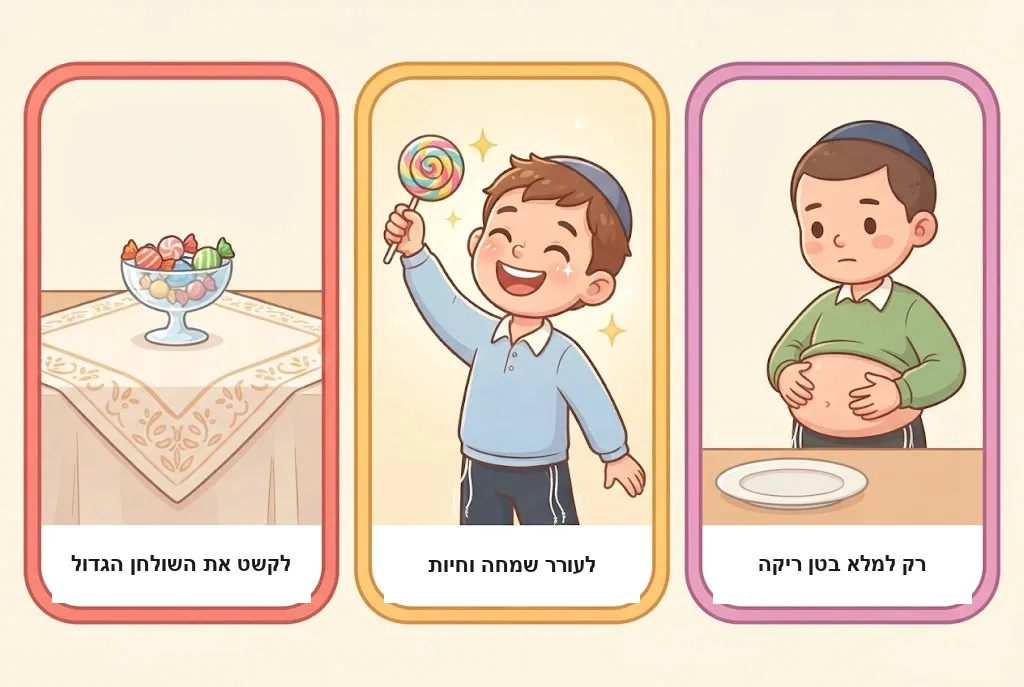 רק למלא בטן ריקה
לעורר שמחה וחיות
לקשט את השולחן הגדול